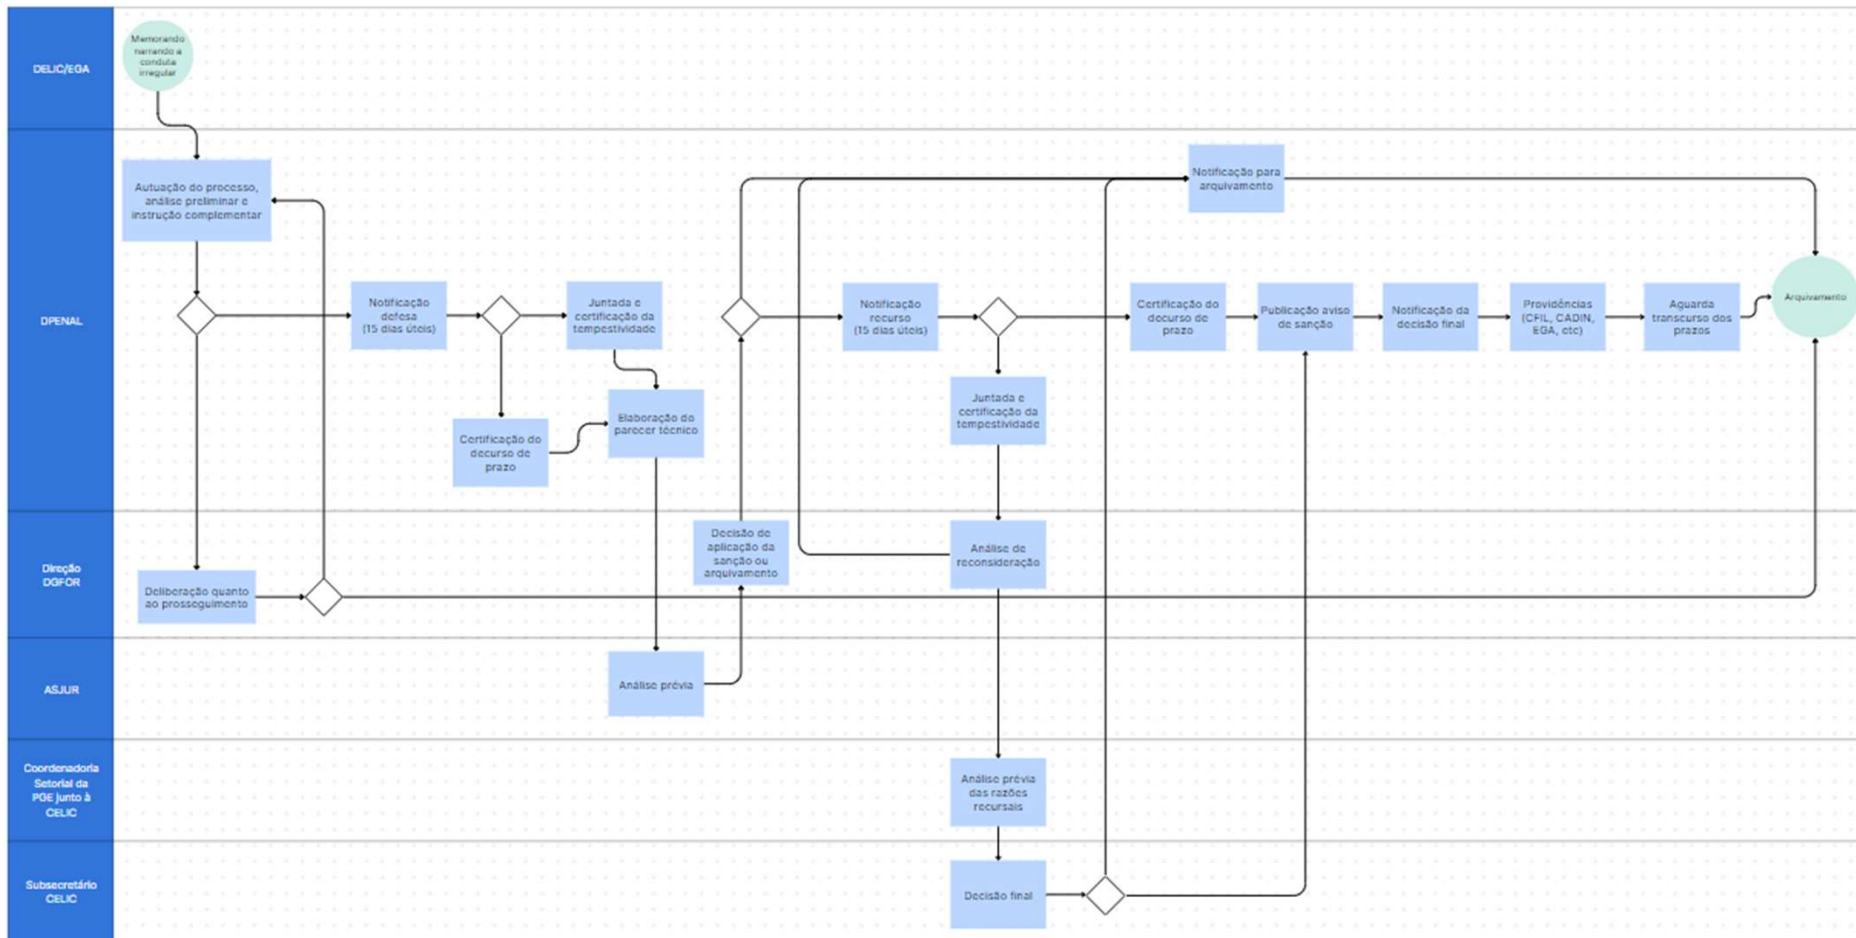 DELIC/EGA
Memorando
narrando a
conduta
irregular
DPENAL
Autuação do processo,
análise preliminar e
instrução complementar
Notificação
defesa
(15 dias úteis)
Juntada e
certificação da
tempestividade
Certificação do
decurso de
prazo
Elaboração do
parecer técnico
Notificação para
arquivamento
Notificação
recurso
(15 dias úteis)
Juntada e
certificação da
tempestividade
Certificação do
decurso de
prazo
Publicação aviso
de sanção
Notificação da
decisão final
Providências
(CFIL, CADIN,
EGA, etc)
Aguarda
transcurso dos
prazos
Arquivamento
Direção
DGFOR
Deliberação quanto
ao prosseguimento
Decisão de
aplicação da
sanção ou
arquivamento
Análise de
reconsideração
ASJUR
Análise prévia
Coordenadoria
Setorial da
PGE junto à
CELIC
Análise prévia
das razões
recursais
Subsecretário
CELIC
Decisão final